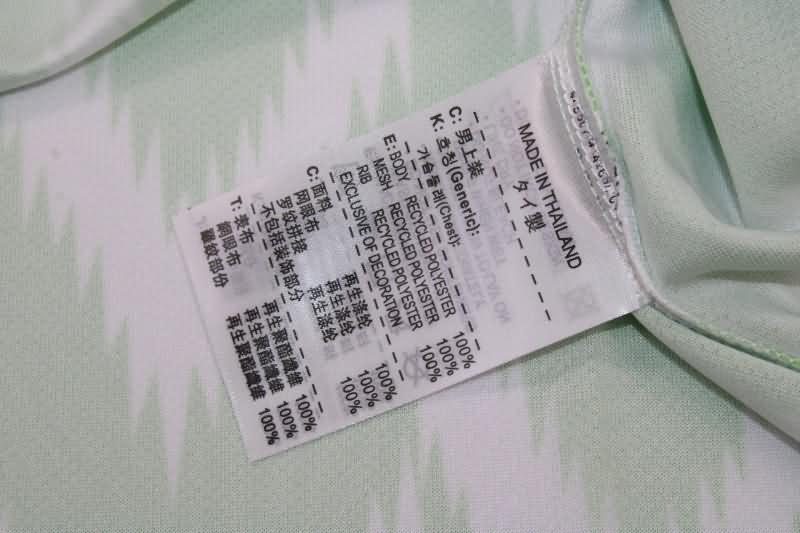 MADE IN THAILAND
タイ製
C: 男上装
K: 호칭(Generic):
가슴둘레(Chest):
E: BODY RECYCLED POLYESTER 100%
E: MESH RECYCLED POLYESTER 100%
RIB RECYCLED POLYESTER 100%
EXCLUSIVE OF DECORATION
C: 面料 再生涤纶 100%
网眼布 再生涤纶 100%
罗纹拼接 再生涤纶 100%
不包括装饰部分
T: 表布 再生聚酯纖維 100%
網眼布 再生聚酯纖維 100%
羅紋部份 再生聚酯纖維 100%